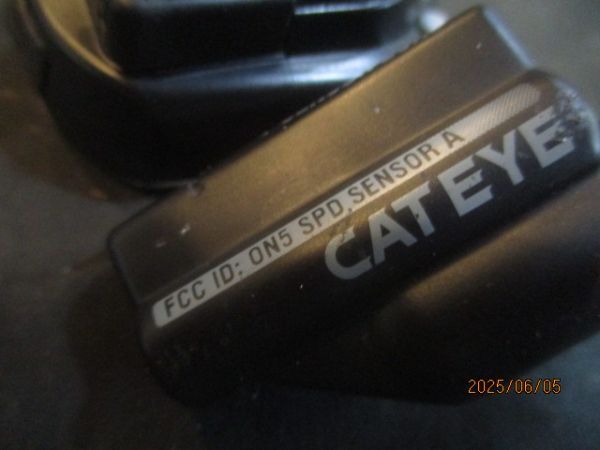 FCC ID: ON5 SPD.SENSOR A
CATEYE
2025/06/05